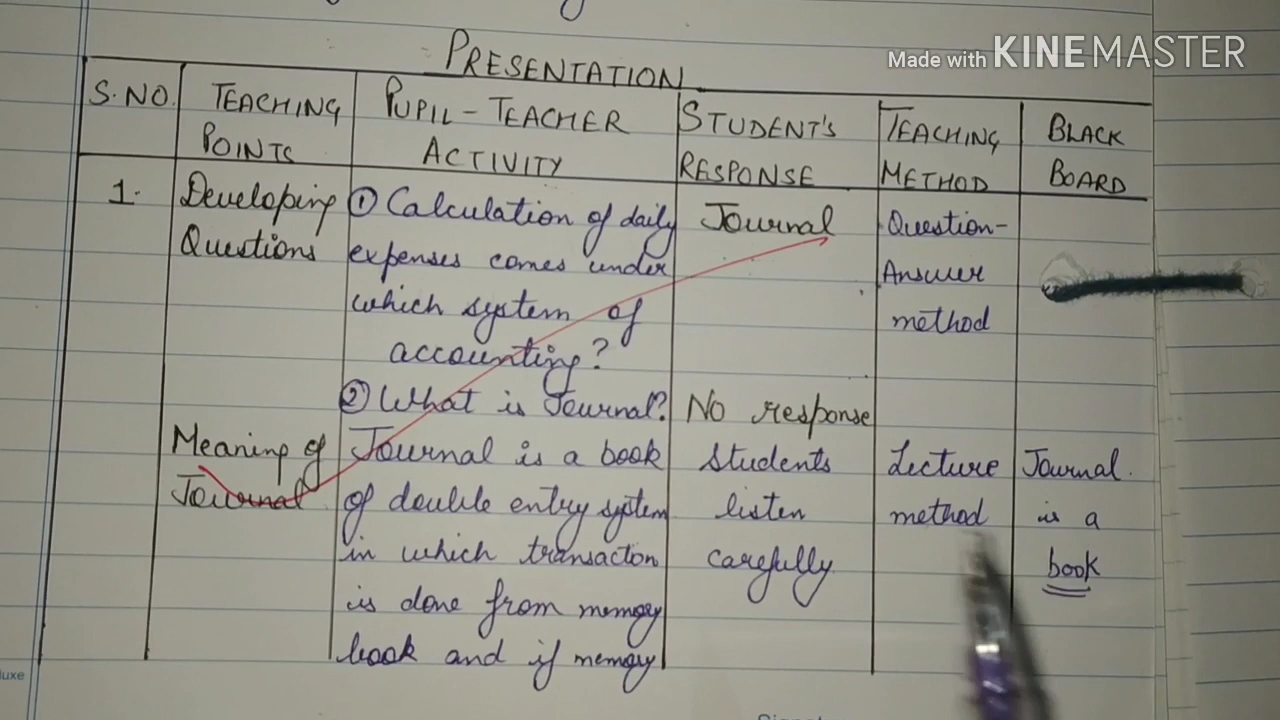 Made with KINEMASTER
PRESENTATION
S.NO. TEACHING POINTS PUPIL-TEACHER ACTIVITY STUDENT'S RESPONSE TEACHING METHOD BLACK BOARD
1. Developing Questions
① Calculation of daily
expenses comes under
which system of
accounting?
Journal
Question-
Answer
method
② What is Journal?
No response
Meaning of
Journal
Journal is a book
of double entry system
in which transacton
is done from memory
book and if memory
Students
listen
carefully
Lecture
method
Journal.
is a
book
luxe